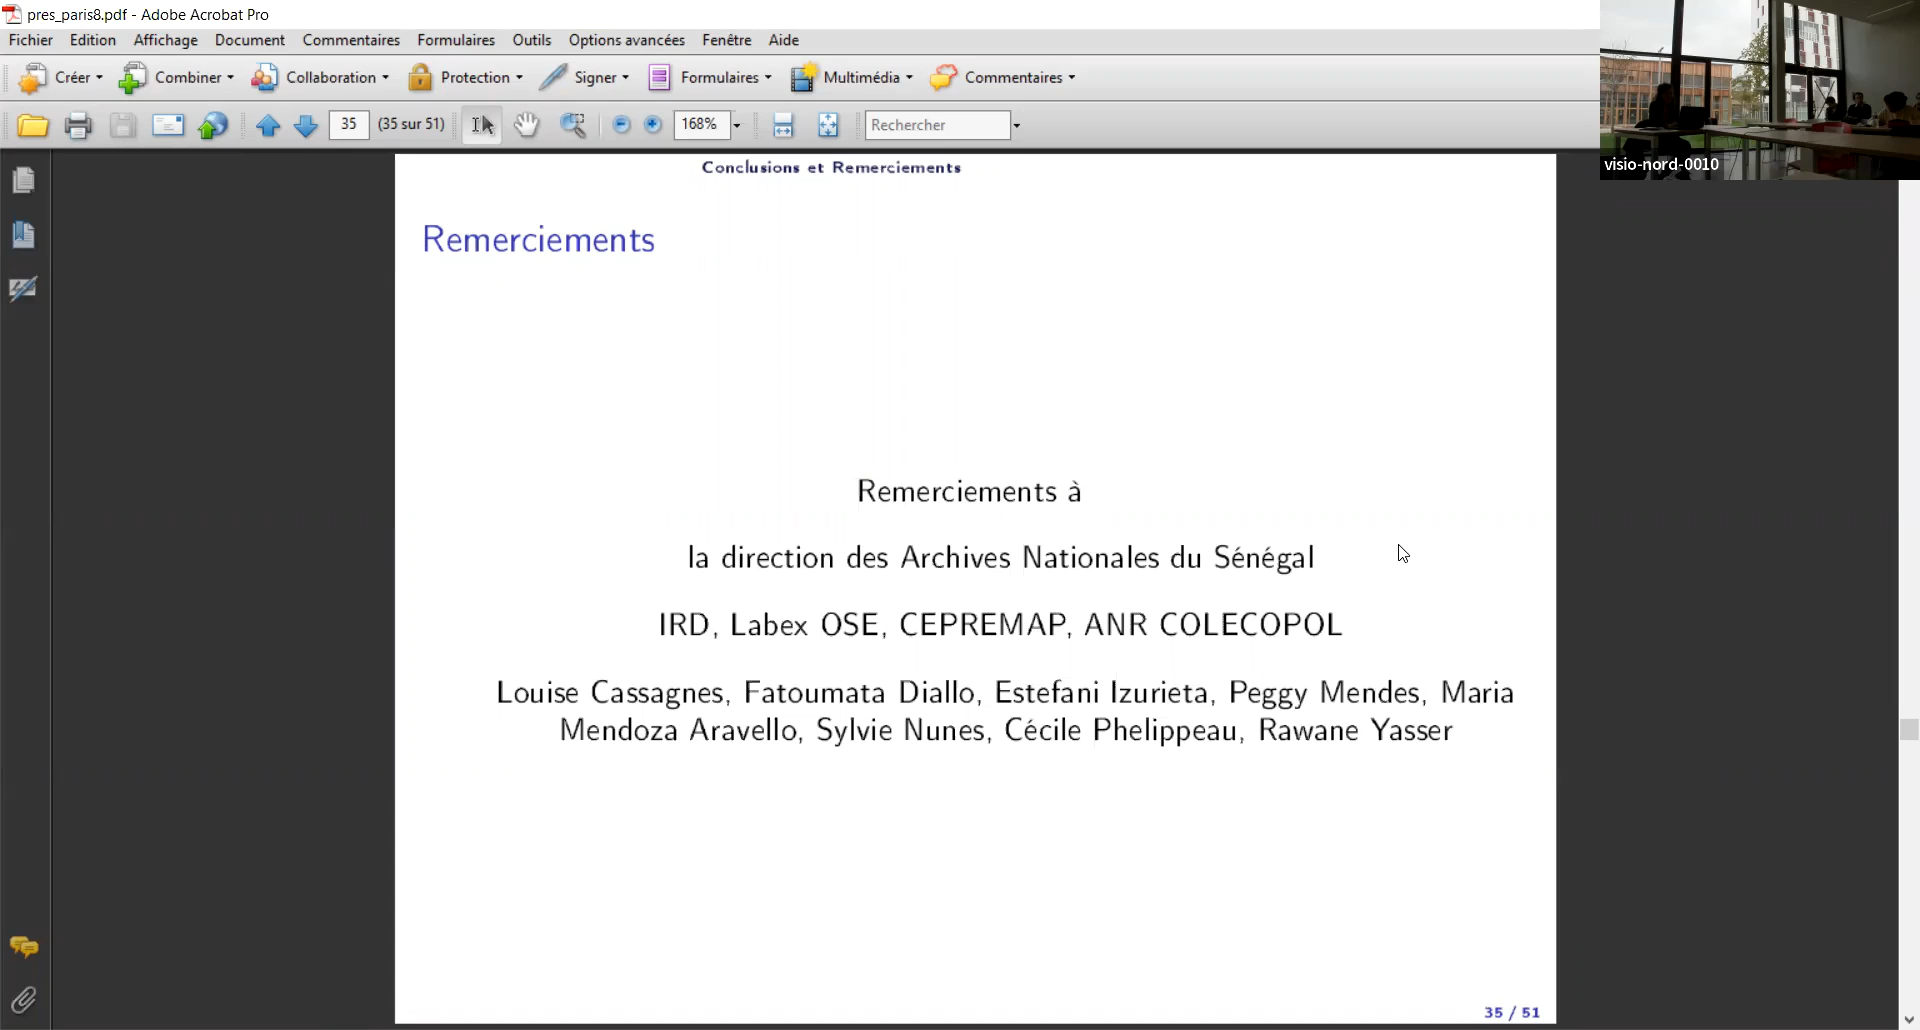 pres_paris8.pdf - Adobe Acrobat Pro
Fichier Edition Affichage Document Commentaires Formulaires Outils Options avancées Fenêtre Aide
Créer Combiner Collaboration Protection Signer Formulaires Multimédia Commentaires
35 (35 sur 51) 168% Rechercher
visio-nord-0010
Conclusions et Remerciements
Remerciements
Remerciements à
la direction des Archives Nationales du Sénégal
IRD, Labex OSE, CEPREMAP, ANR COLECOPOL
Louise Cassagnes, Fatoumata Diallo, Estefani Izurieta, Peggy Mendes, Maria
Mendoza Aravello, Sylvie Nunes, Cécile Phelippeau, Rawane Yasser
35 / 51